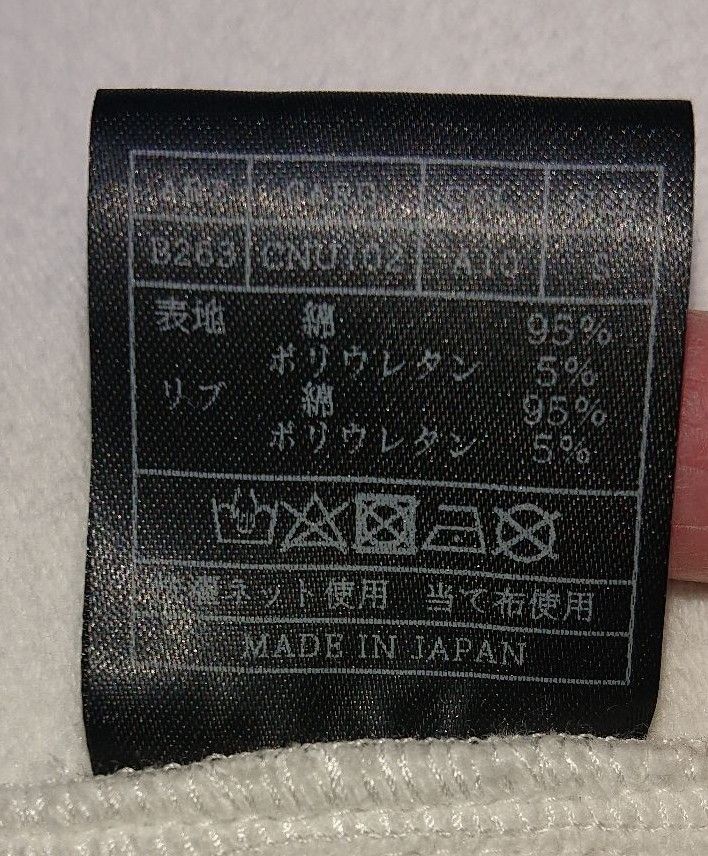 B263 CNU102 A10 S
表地 綿 95%
ポリウレタン 5%
リブ 綿 95%
ポリウレタン 5%
ネット使用 当て布使用
MADE IN JAPAN